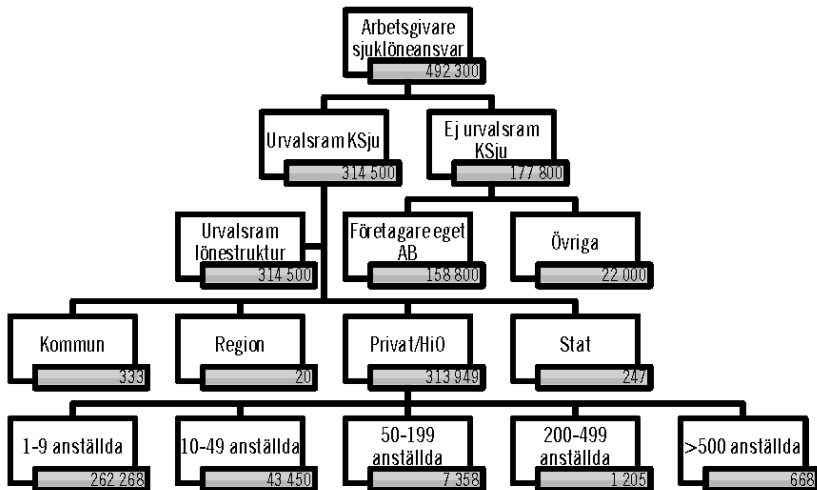 Arbetsgivare
sjuklöneansvar
492 300
Urvalsram KSju
314 500
Ej urvalsram
KSju
177 800
Urvalsram
lönestruktur
314 500
Företagare eget
AB
158 800
Övriga
22 000
Kommun
333
Region
20
Privat/HiO
313 949
Stat
247
1-9 anställda
262 268
10-49 anställda
43 450
50-199
anställda
7 358
200-499
anställda
1 205
>500 anställda
668